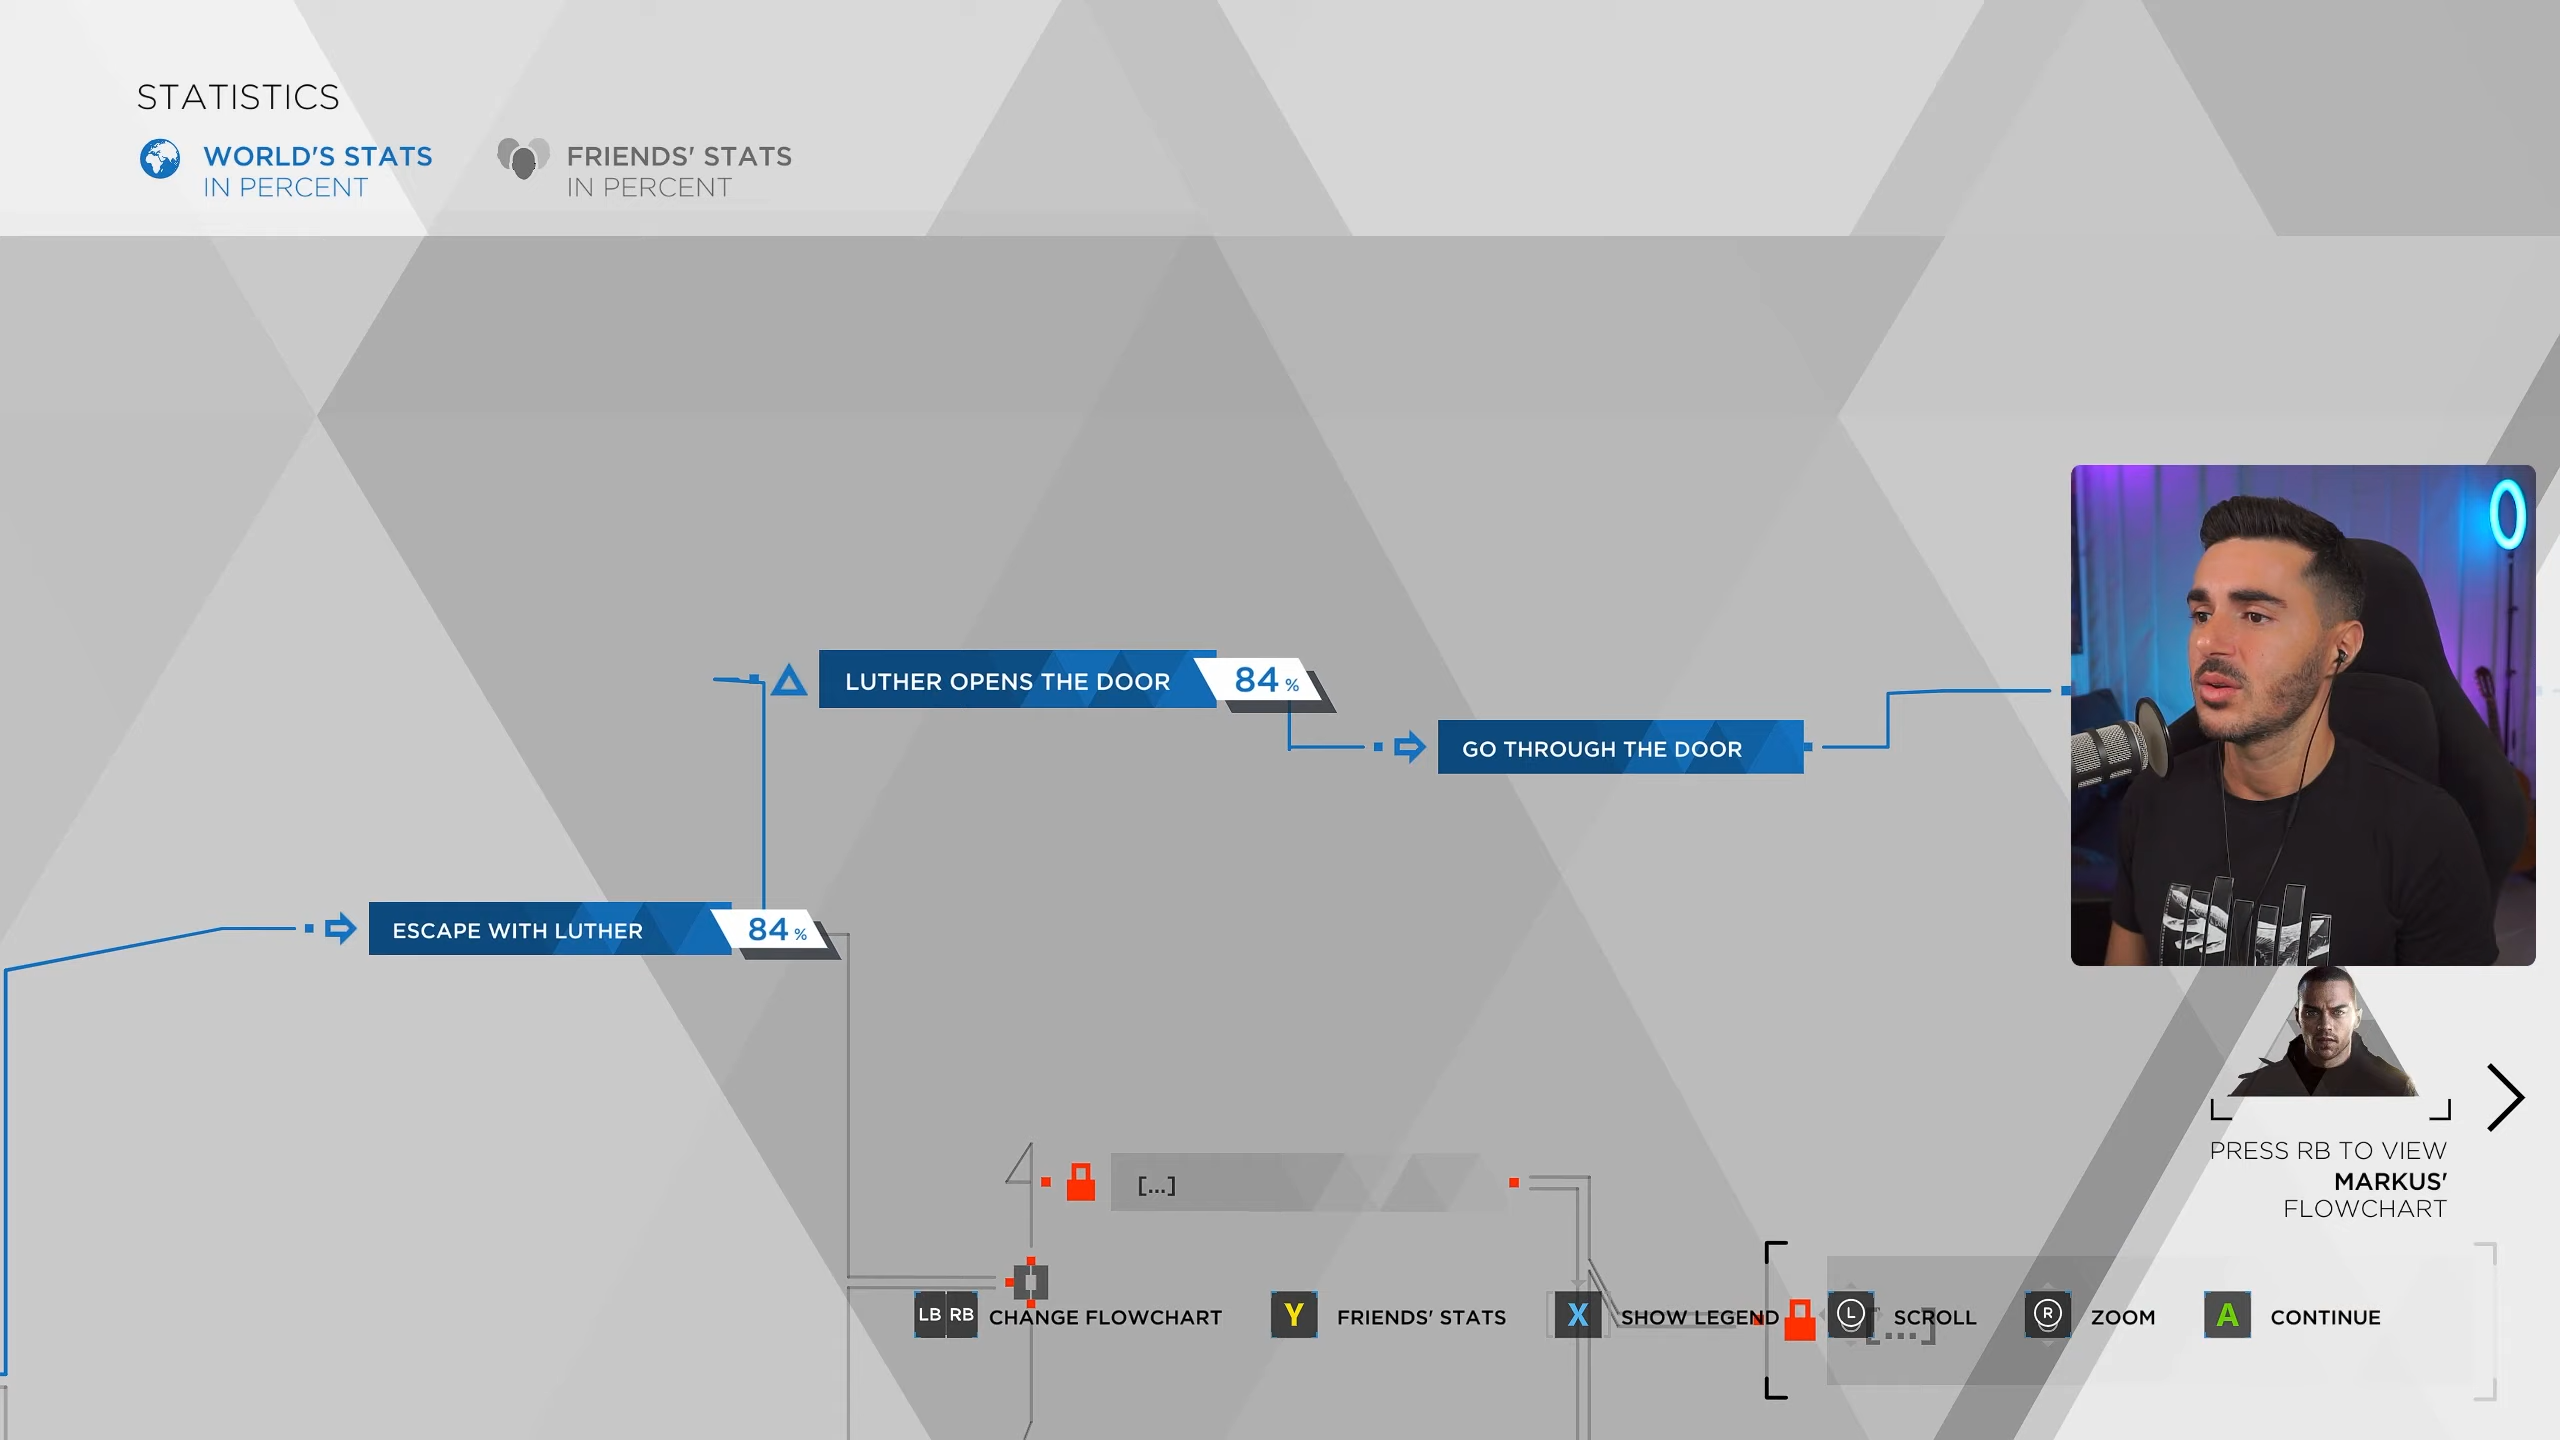 STATISTICS
WORLD'S STATS
IN PERCENT
FRIENDS' STATS
IN PERCENT
LUTHER OPENS THE DOOR
84 %
GO THROUGH THE DOOR
ESCAPE WITH LUTHER
84 %
PRESS RB TO VIEW
MARKUS'
FLOWCHART
[...]
[...]
LB RB CHANGE FLOWCHART Y FRIENDS' STATS X SHOW LEGEND L SCROLL R ZOOM A CONTINUE